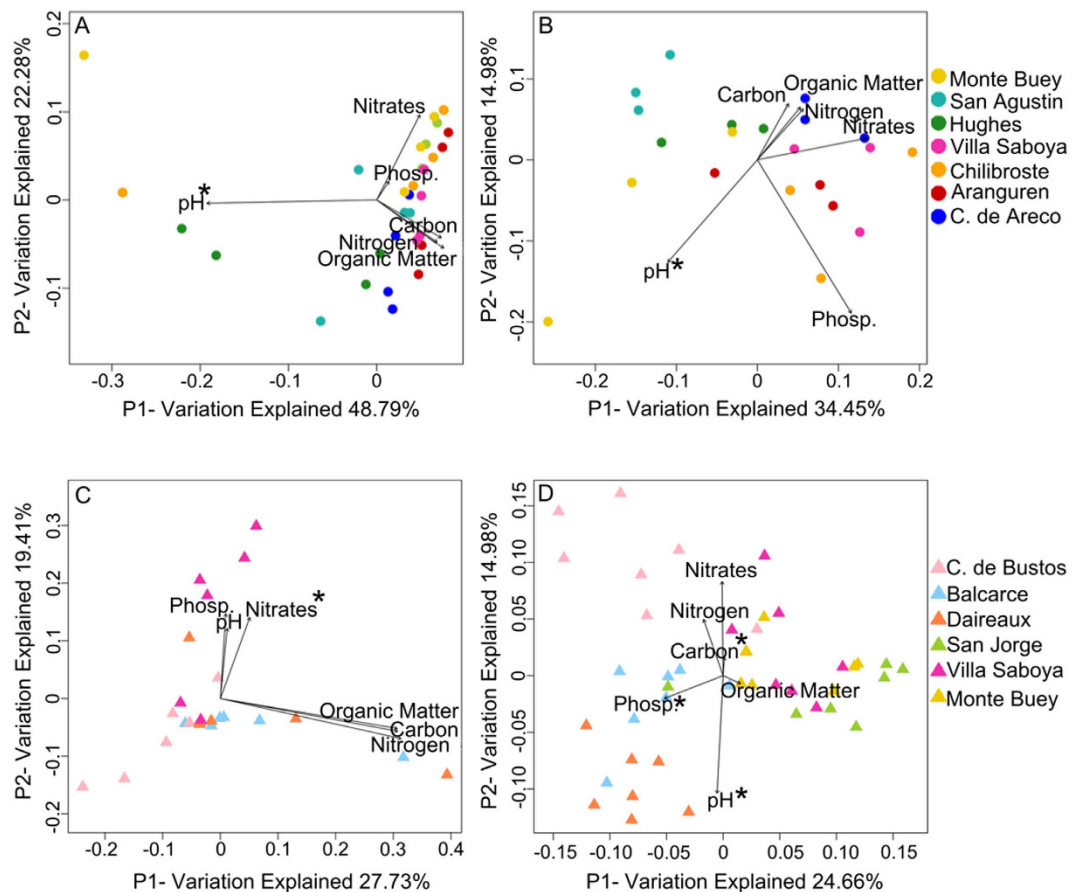 A
P2- Variation Explained 22.28%
0.2
0.1
0
-0.1
Nitrates
Phosp.
pH*
Carbon
Nitrogen
Organic Matter
-0.3
-0.2
-0.1
0
P1- Variation Explained 48.79%
B
P2- Variation Explained 14.98%
0.1
0
-0.1
-0.2
Organic Matter
Carbon
Nitrogen
Nitrates
pH*
Phosp.
-0.2
-0.1
0
0.1
0.2
P1- Variation Explained 34.45%
Monte Buey
San Agustin
Hughes
Villa Saboya
Chilibroste
Aranguren
C. de Areco
C
P2- Variation Explained 19.41%
0.3
0.2
0.1
0
-0.1
-0.2
Phosp.
pH
Nitrates*
Organic Matter
Carbon
Nitrogen
-0.2
-0.1
0
0.1
0.2
0.3
0.4
P1- Variation Explained 27.73%
D
P2- Variation Explained 14.98%
0.15
0.10
0.05
0
-0.05
-0.10
Nitrates
Nitrogen
Carbon*
Organic Matter
Phosp.*
pH*
-0.15
-0.10
-0.05
0
0.05
0.10
0.15
P1- Variation Explained 24.66%
C. de Bustos
Balcarce
Daireaux
San Jorge
Villa Saboya
Monte Buey